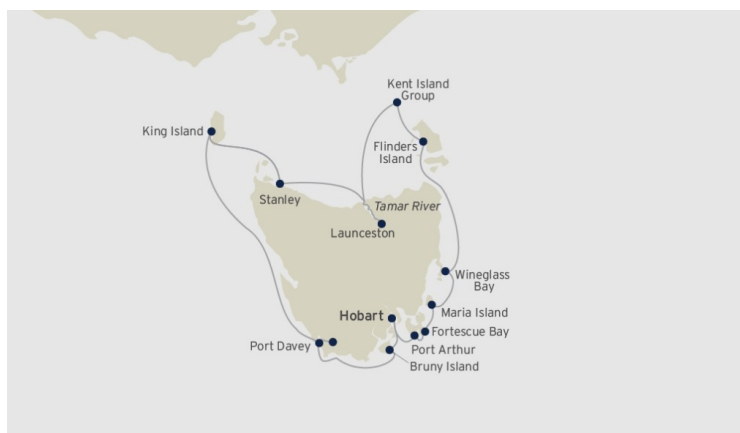 Kent Island
Group
King Island
Flinders
Island
Stanley
Tamar River
Launceston
Wineglass
Bay
Hobart
Maria Island
Fortescue Bay
Port Davey
Port Arthur
Bruny Island